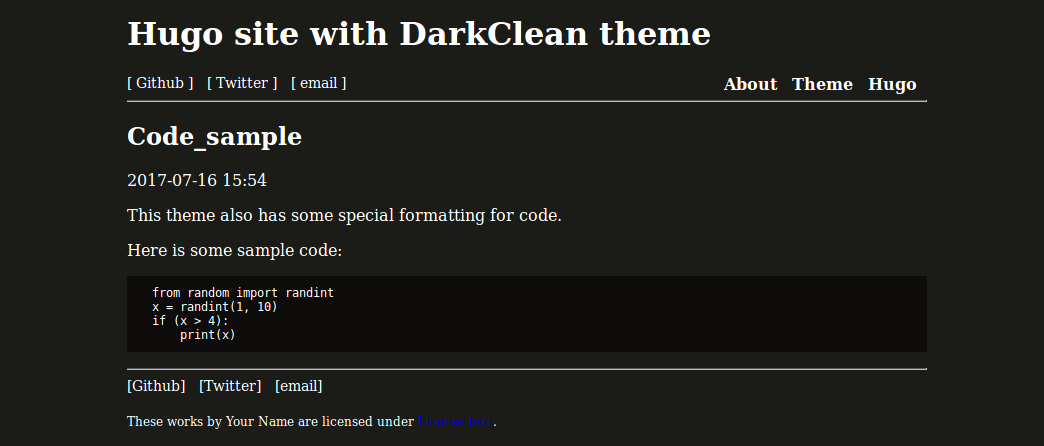 Hugo site with DarkClean theme
[ Github ] [ Twitter ] [ email ] About Theme Hugo
Code_sample
2017-07-16 15:54
This theme also has some special formatting for code.
Here is some sample code:
from random import randint
x = randint(1, 10)
if (x > 4):
    print(x)
[Github] [Twitter] [email]
These works by Your Name are licensed under .